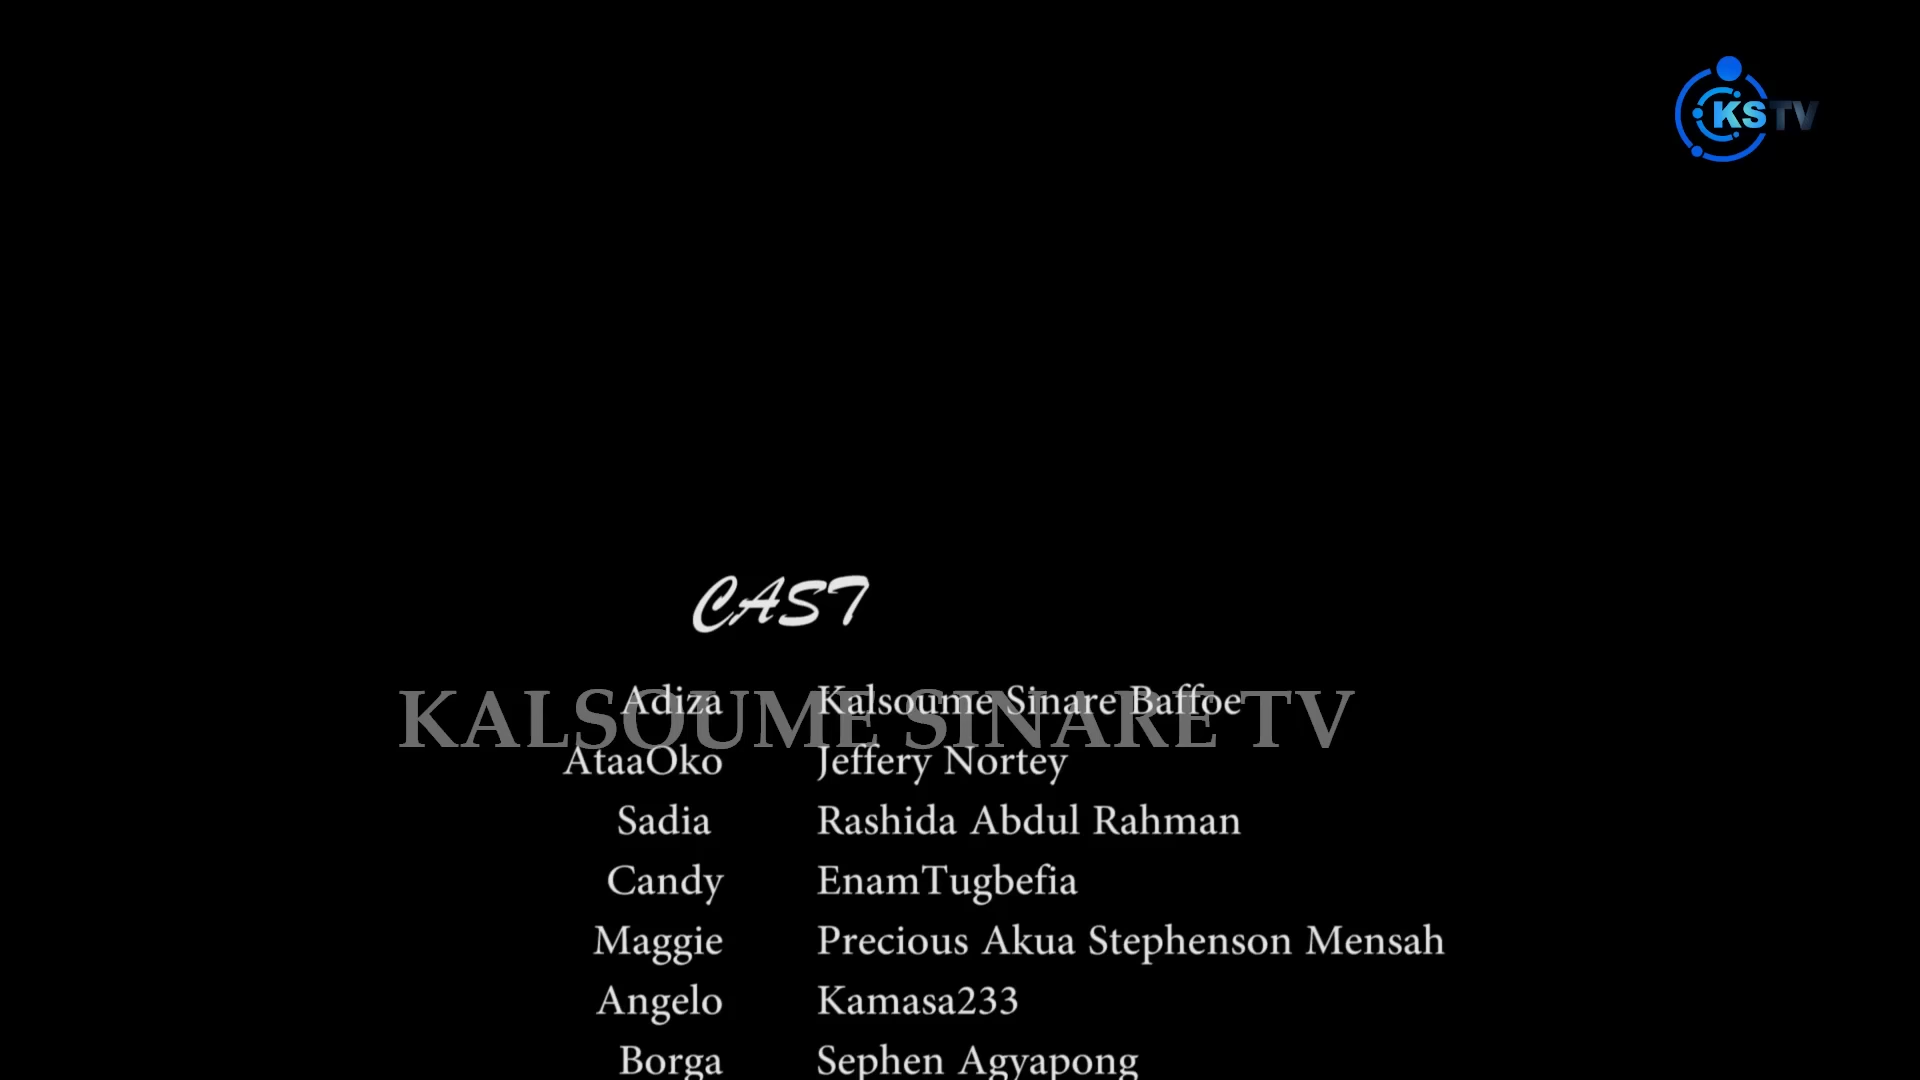 KSTV
CAST
Adiza Kalsoume Sinare Baffoe
KALSOUME SINARE TV
AtaaOko Jeffery Nortey
Sadia Rashida Abdul Rahman
Candy EnamTugbefia
Maggie Precious Akua Stephenson Mensah
Angelo Kamasa233
Borga Sephen Agyapong